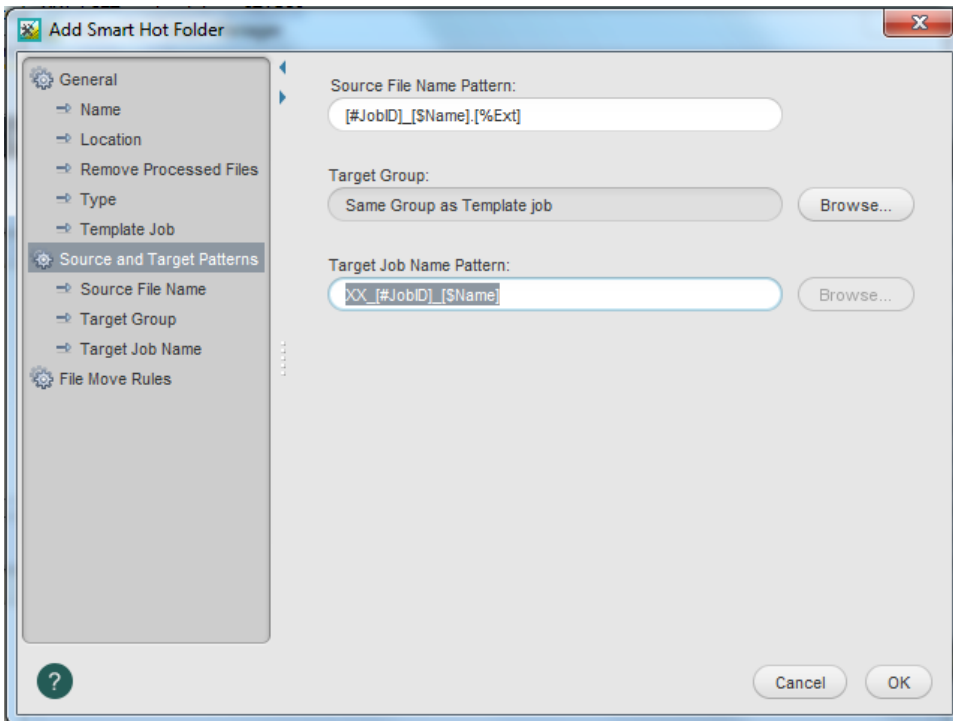 Add Smart Hot Folder
General
Name
Location
Remove Processed Files
Type
Template Job
Source and Target Patterns
Source File Name
Target Group
Target Job Name
File Move Rules
Source File Name Pattern:
[#JobID]_[$Name].[%Ext]
Target Group:
Same Group as Template job
Browse...
Target Job Name Pattern:
XX_[#JobID]_[$Name]
Browse...
?
Cancel
OK